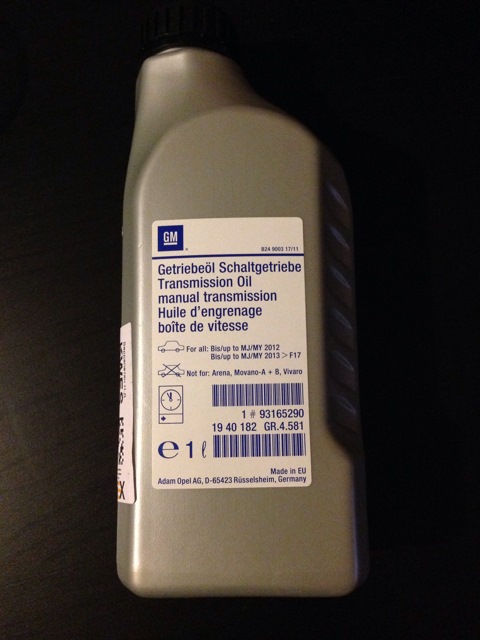 GM
B24 9003 17/11
Getriebeöl Schaltgetriebe
Transmission Oil
manual transmission
Huile d'engrenage
boîte de vitesse
For all: Bis/up to MJ/MY 2012
Bis/up to MJ/MY 2013 > F17
Not for: Arena, Movano-A + B, Vivaro
1 # 93165290
19 40 182 GR.4.581
e 1 ℓ
Made in EU
Adam Opel AG, D-65423 Rüsselsheim, Germany